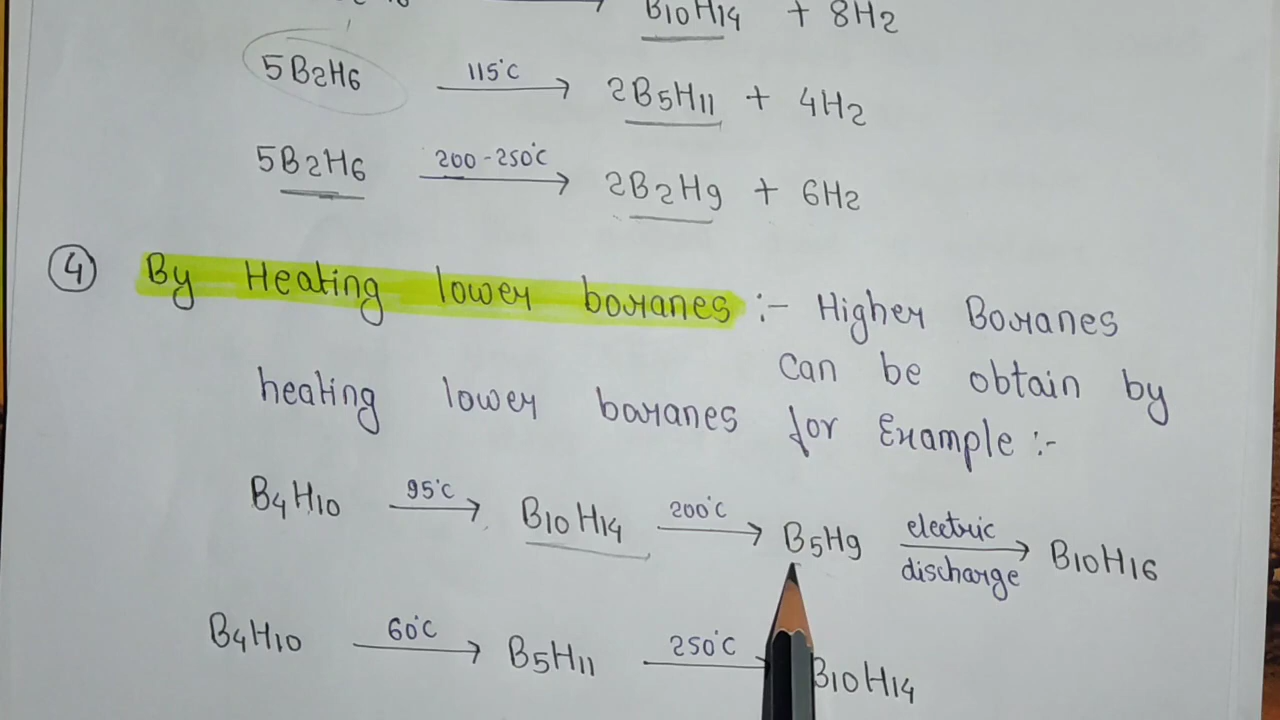 B10H14 + 8H2
5B2H6 115°C → 2B5H11 + 4H2
5B2H6 200-250°C → 2B2H9 + 6H2
④ By Heating lower boranes :- Higher Boranes
can be obtain by
heating lower boranes for Example :-
B4H10 95°C → B10H14 200°C → B5H9 electric discharge → B10H16
B4H10 60°C → B5H11 250°C → B10H14